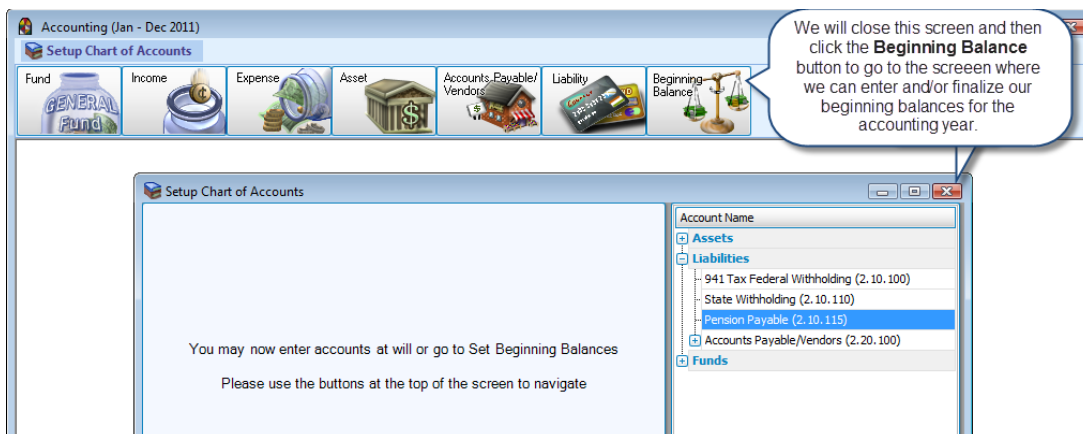 Accounting (Jan - Dec 2011)
Setup Chart of Accounts
Fund
GENERAL
Fund
Income
Expense
Asset
Accounts Payable/
Vendors
Liability
Beginning
Balance
We will close this screen and then
click the Beginning Balance
button to go to the screeen where
we can enter and/or finalize our
beginning balances for the
accounting year.
Setup Chart of Accounts
You may now enter accounts at will or go to Set Beginning Balances
Please use the buttons at the top of the screen to navigate
Account Name
Assets
Liabilities
941 Tax Federal Withholding (2.10.100)
State Withholding (2.10.110)
Pension Payable (2.10.115)
Accounts Payable/Vendors (2.20.100)
Funds